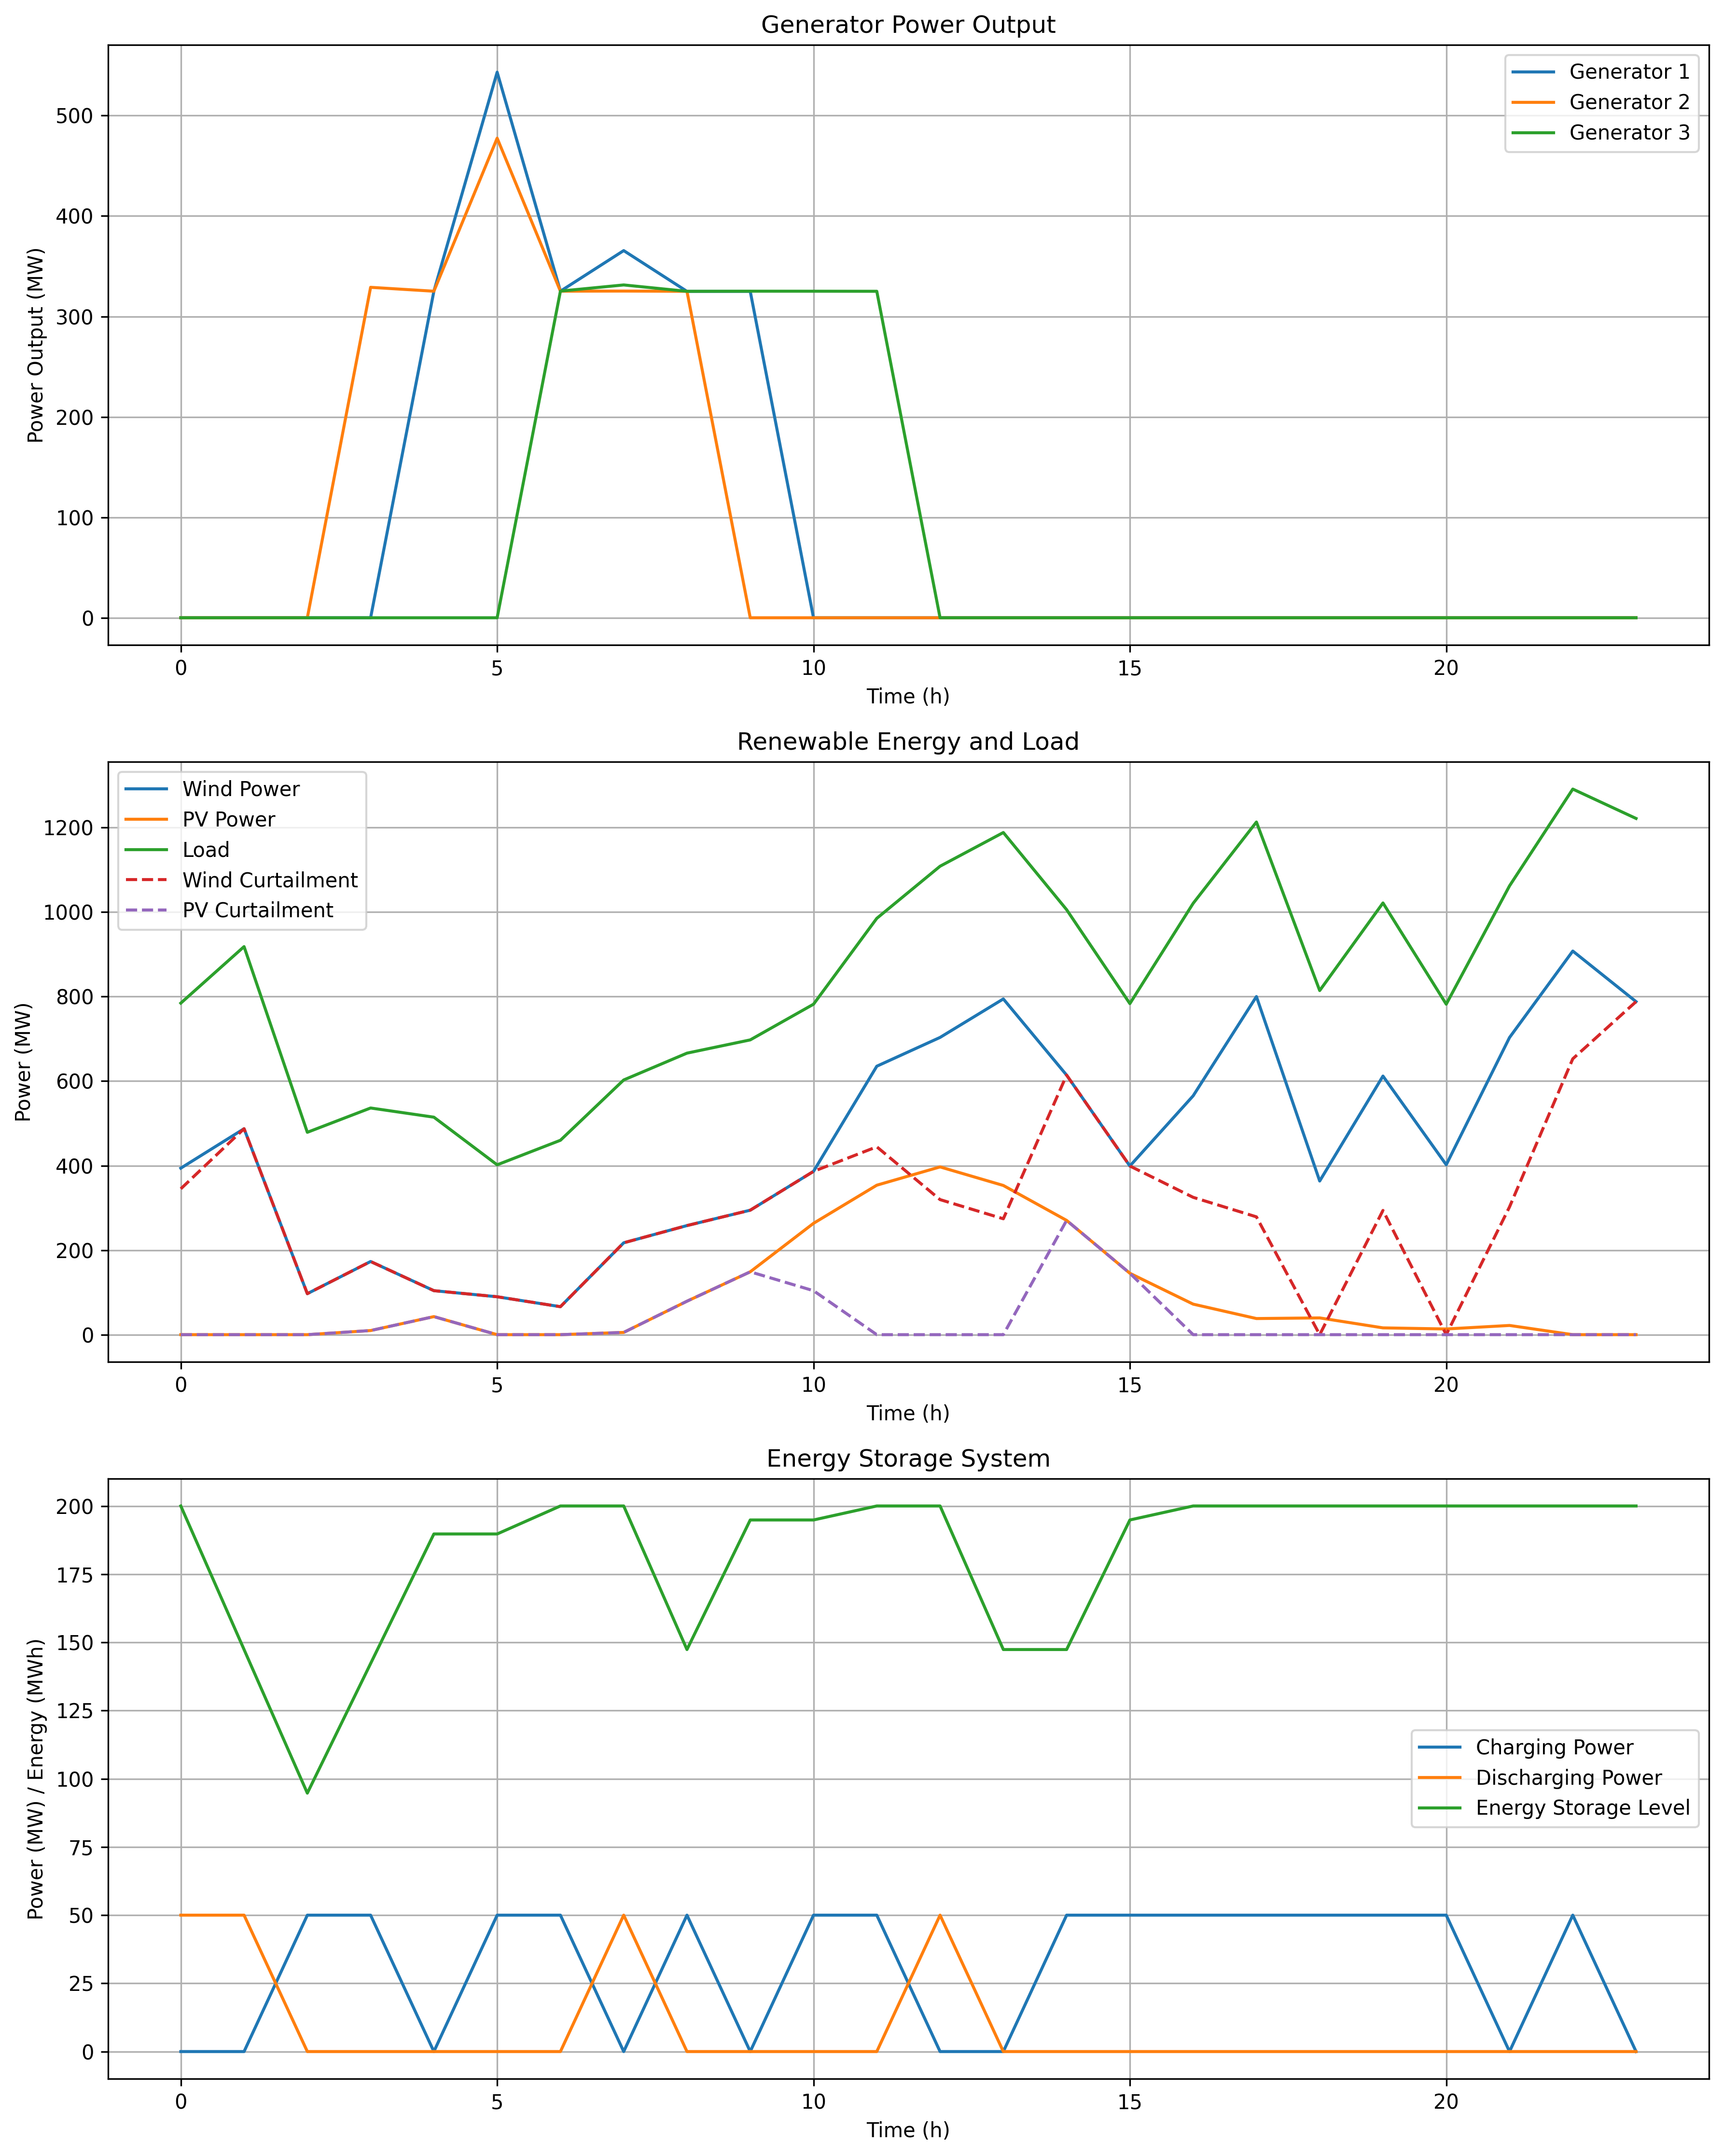 Generator Power Output
Power Output (MW)
500
400
300
200
100
0
Generator 1
Generator 2
Generator 3
0 5 10 15 20
Time (h)
Renewable Energy and Load
Power (MW)
1200
1000
800
600
400
200
0
Wind Power
PV Power
Load
Wind Curtailment
PV Curtailment
0 5 10 15 20
Time (h)
Energy Storage System
Power (MW) / Energy (MWh)
200
175
150
125
100
75
50
25
0
Charging Power
Discharging Power
Energy Storage Level
0 5 10 15 20
Time (h)